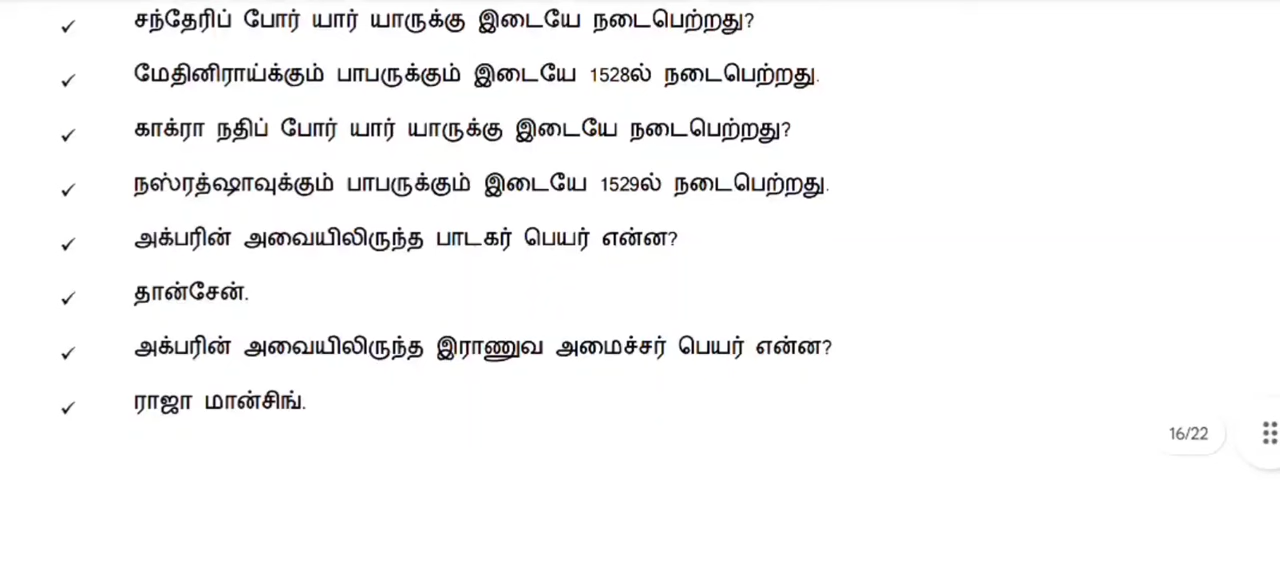 ✓ சந்தேரிப் போர் யார் யாருக்கு இடையே நடைபெற்றது?
✓ மேதினிராய்க்கும் பாபருக்கும் இடையே 1528ல் நடைபெற்றது.
✓ காக்ரா நதிப் போர் யார் யாருக்கு இடையே நடைபெற்றது?
✓ நஸ்ரத்ஷாவுக்கும் பாபருக்கும் இடையே 1529ல் நடைபெற்றது.
✓ அக்பரின் அவையிலிருந்த பாடகர் பெயர் என்ன?
✓ தான்சேன்.
✓ அக்பரின் அவையிலிருந்த இராணுவ அமைச்சர் பெயர் என்ன?
✓ ராஜா மான்சிங்.
16/22